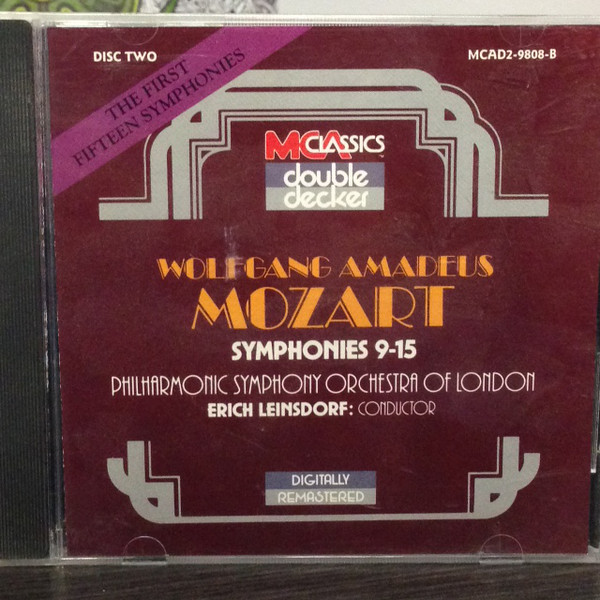 DISC TWO
MCAD2-9808-B
THE FIRST
FIFTEEN SYMPHONIES
MCA CLASSICS
double
decker
WOLFGANG AMADEUS
MOZART
SYMPHONIES 9-15
PHILHARMONIC SYMPHONY ORCHESTRA OF LONDON
ERICH LEINSDORF: CONDUCTOR
DIGITALLY
REMASTERED